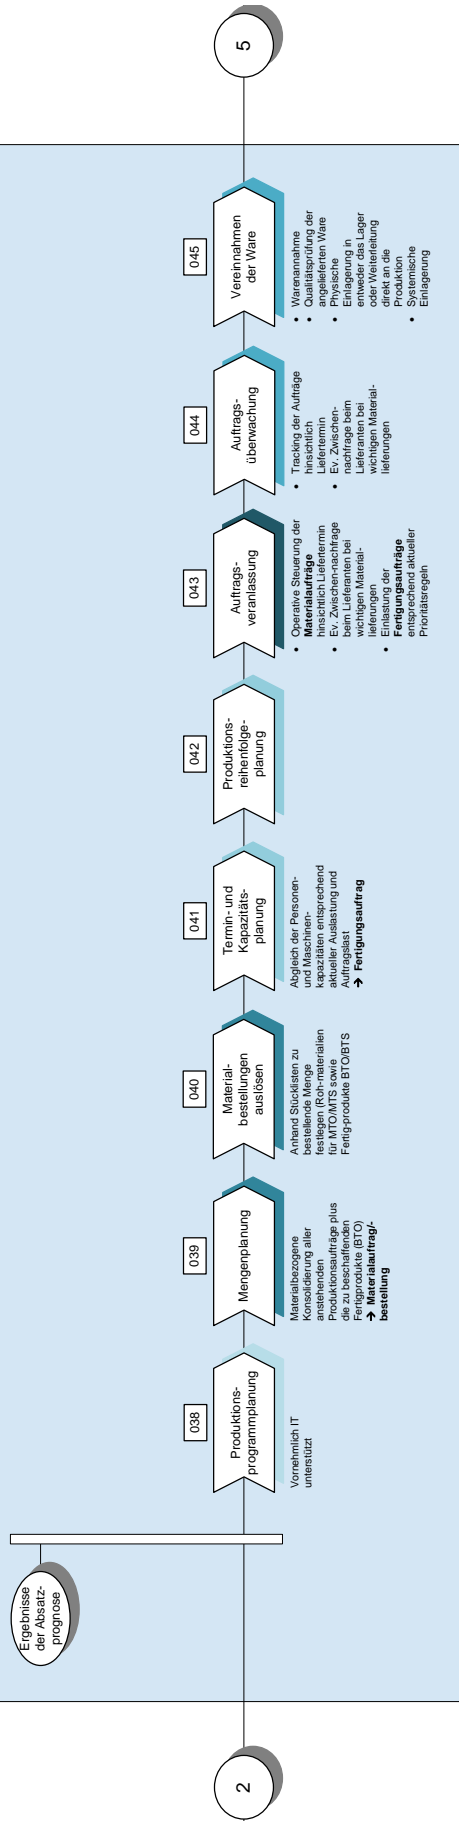 2
Ergebnisse
der Absatz-
prognose
038
Produktions-
programmplanung
Vornehmlich IT
unterstützt
039
Mengenplanung
Materialbezogene
Konsolidierung aller
anstehenden
Produktionsaufträge plus
die zu beschaffenden
Fertigprodukte (BTO)
→ Materialauftrag/-
bestellung
040
Material-
bestellungen
auslösen
Anhand Stücklisten zu
bestellende Menge
festlegen (Roh-materialien
für MTO/MTS sowie
Fertig-produkte BTO/BTS
041
Termin- und
Kapazitäts-
planung
Abgleich der Personen-
und Maschinen-
kapazitäten entsprechend
aktueller Auslastung und
Auftragslast
→ Fertigungsauftrag
042
Produktions-
reihenfolge-
planung
043
Auftrags-
veranlassung
• Operative Steuerung der
Materialaufträge
hinsichtlich Liefertermin
• Ev. Zwischen-nachfrage
beim Lieferanten bei
wichtigen Material-
lieferungen
• Einlastung der
Fertigungsaufträge
entsprechend aktueller
Prioritätsregeln
044
Auftrags-
überwachung
• Tracking der Aufträge
hinsichtlich
Liefertermin
• Ev. Zwischen-
nachfrage beim
Lieferanten bei
wichtigen Material-
lieferungen
045
Vereinnahmen
der Ware
• Warenannahme
• Qualitätsprüfung der
angelieferten Ware
• Physische
Einlagerung in
entweder das Lager
oder Weiterleitung
direkt an die
Produktion
• Systemische
Einlagerung
5